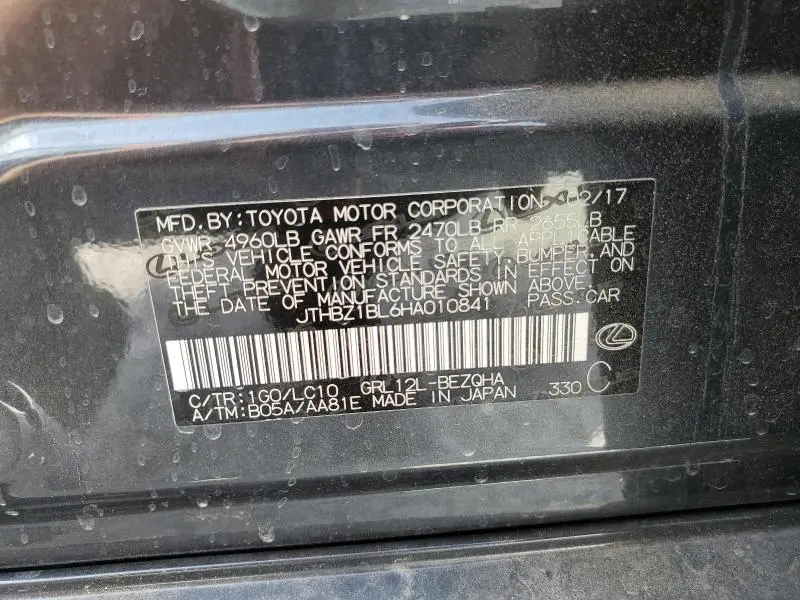 MFD. BY: TOYOTA MOTOR CORPORATION 02/17
GVWR 4960LB GAWR FR 2470LB RR 2655LB
THIS VEHICLE CONFORMS TO ALL APPLICABLE
FEDERAL MOTOR VEHICLE SAFETY, BUMPER, AND
THEFT PREVENTION STANDARDS IN EFFECT ON
THE DATE OF MANUFACTURE SHOWN ABOVE.
JTHBZ1BL6HA010841 PASS.CAR
C/TR:1G0/LC10 GRL12L-BEZQHA
A/TM:B05A/AA81E MADE IN JAPAN 330 C